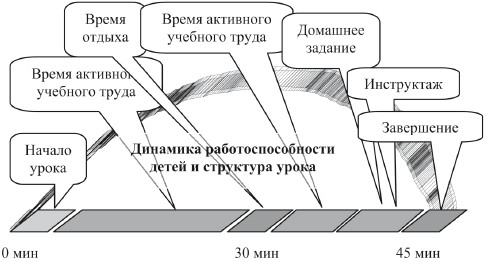 Время
отдыха
Время активного
учебного труда
Домашнее
задание
Время активного
учебного труда
Инструктаж
Завершение
Начало
урока
Динамика работоспособности
детей и структура урока
0 мин
30 мин
45 мин